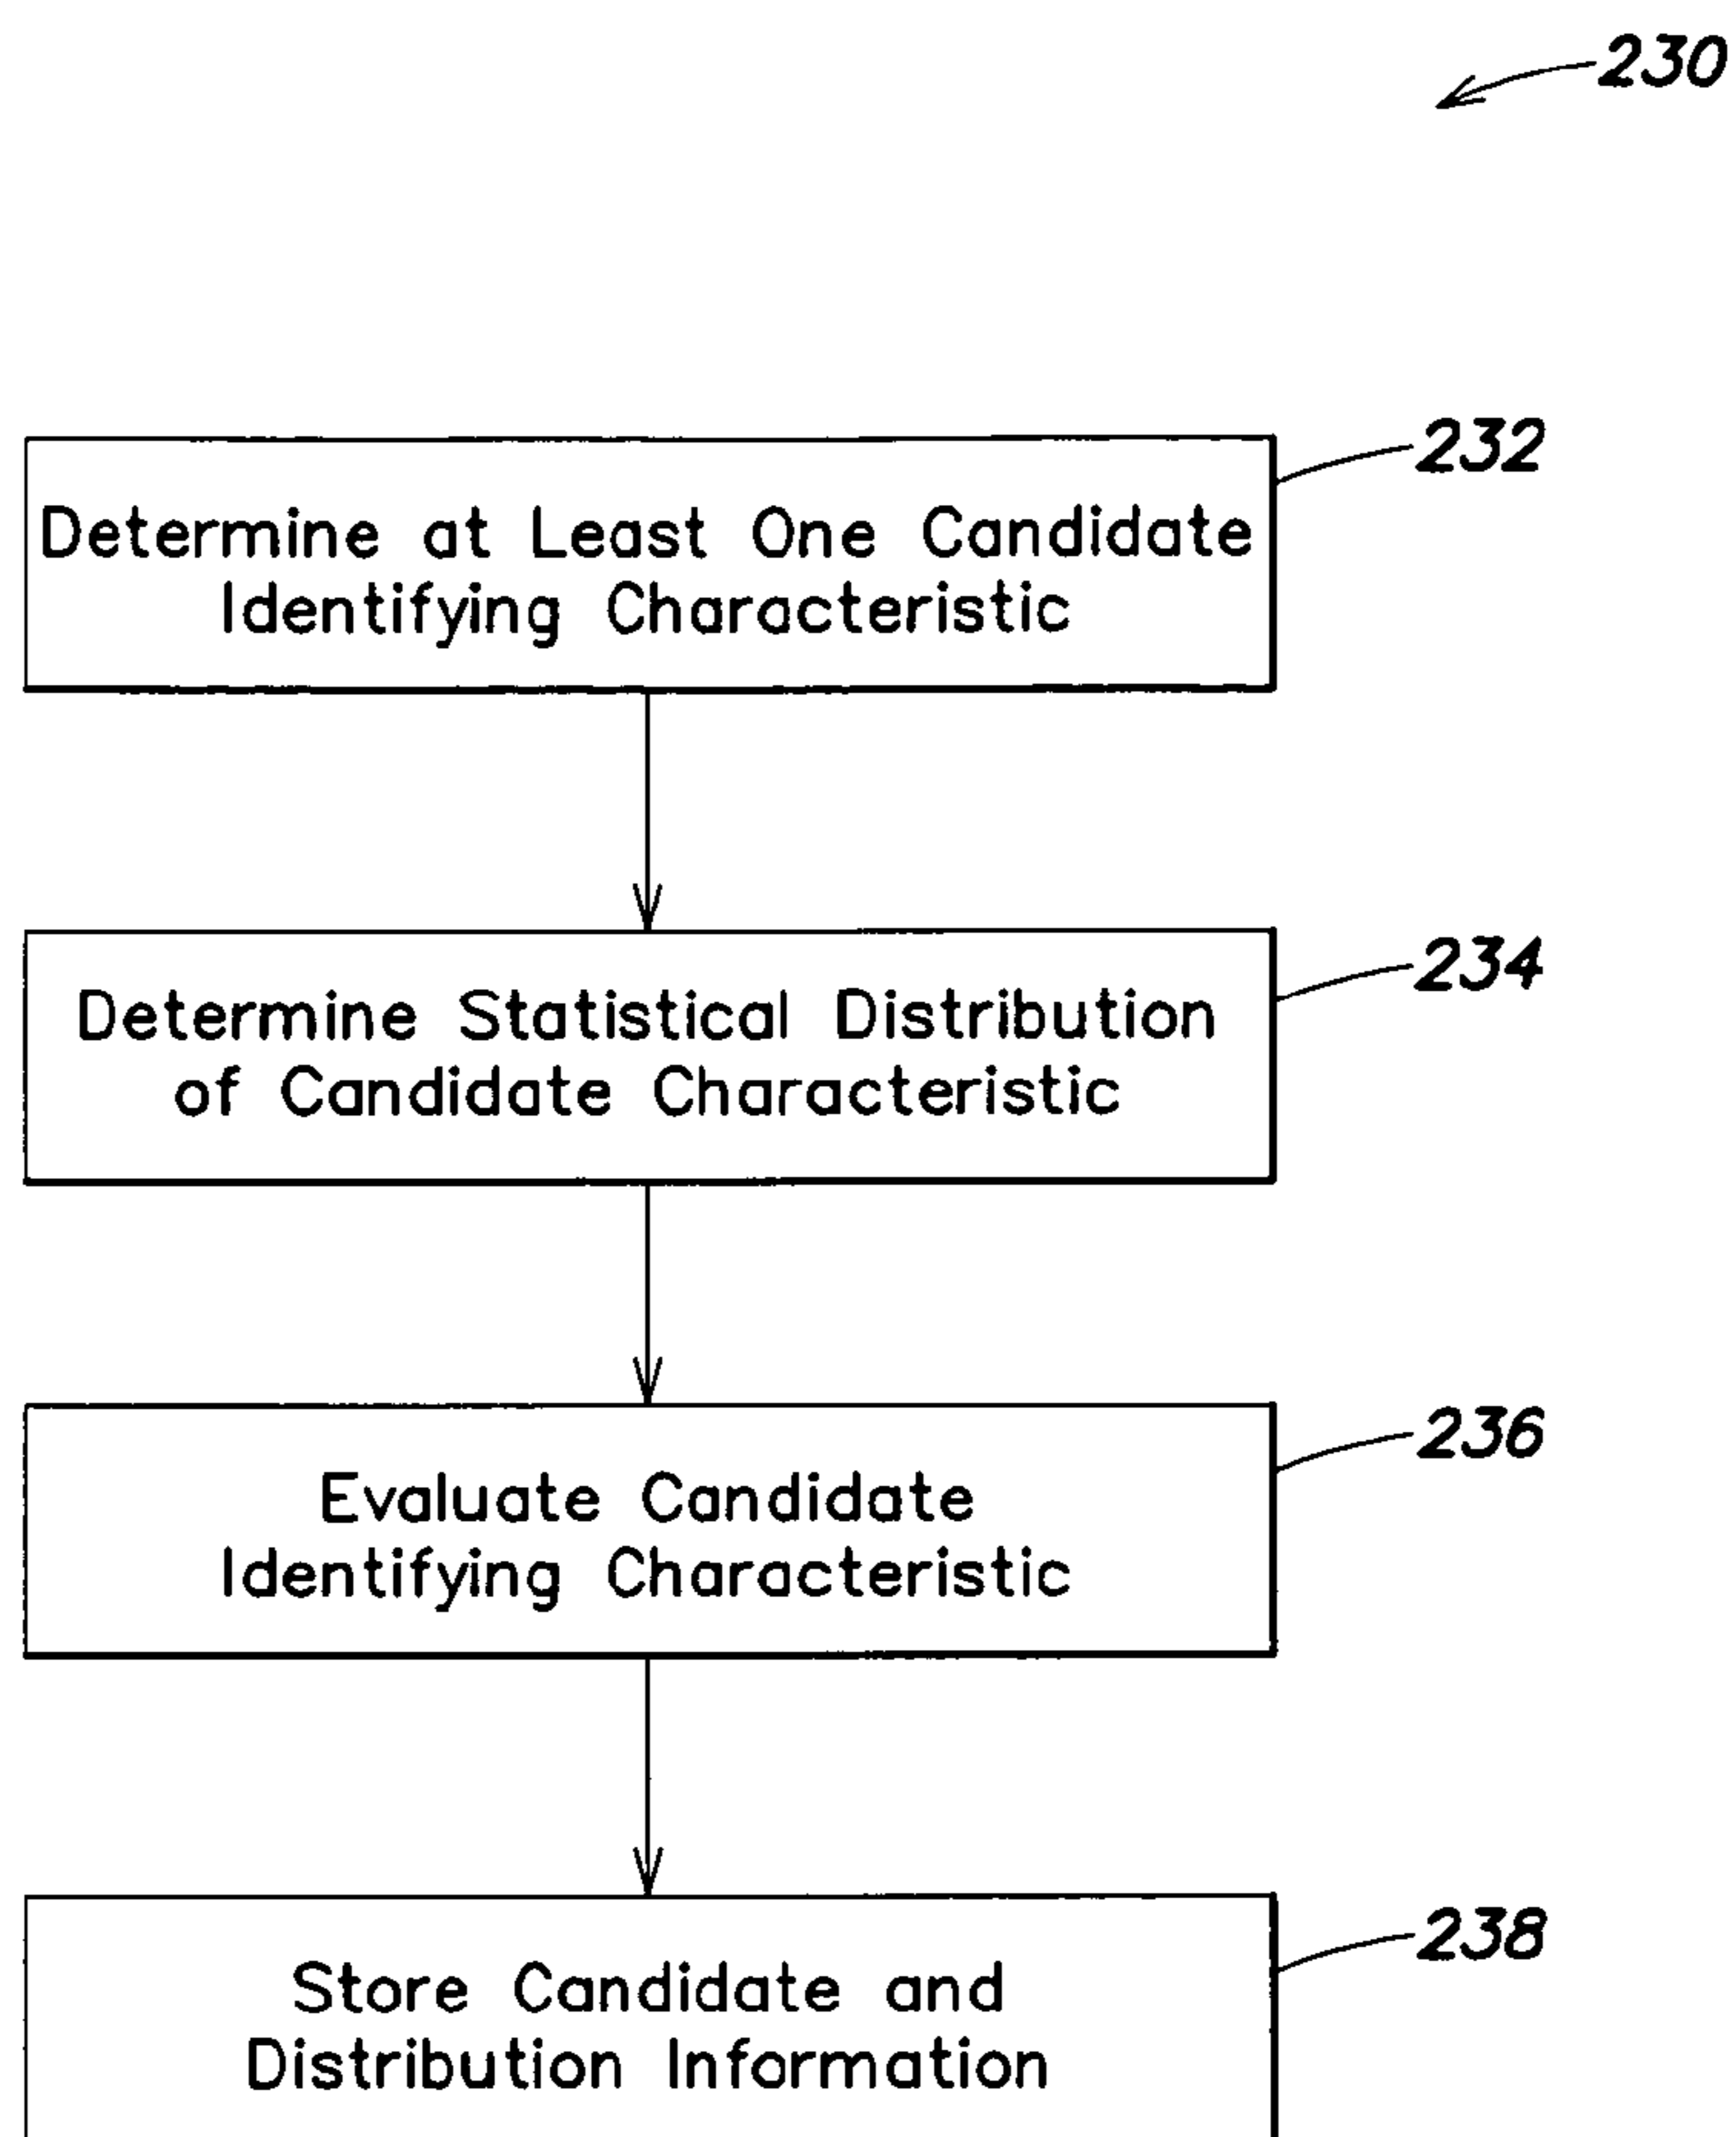 230
232
Determine at Least One Candidate
Identifying Characteristic
234
Determine Statistical Distribution
of Candidate Characteristic
236
Evaluate Candidate
Identifying Characteristic
238
Store Candidate and
Distribution Information